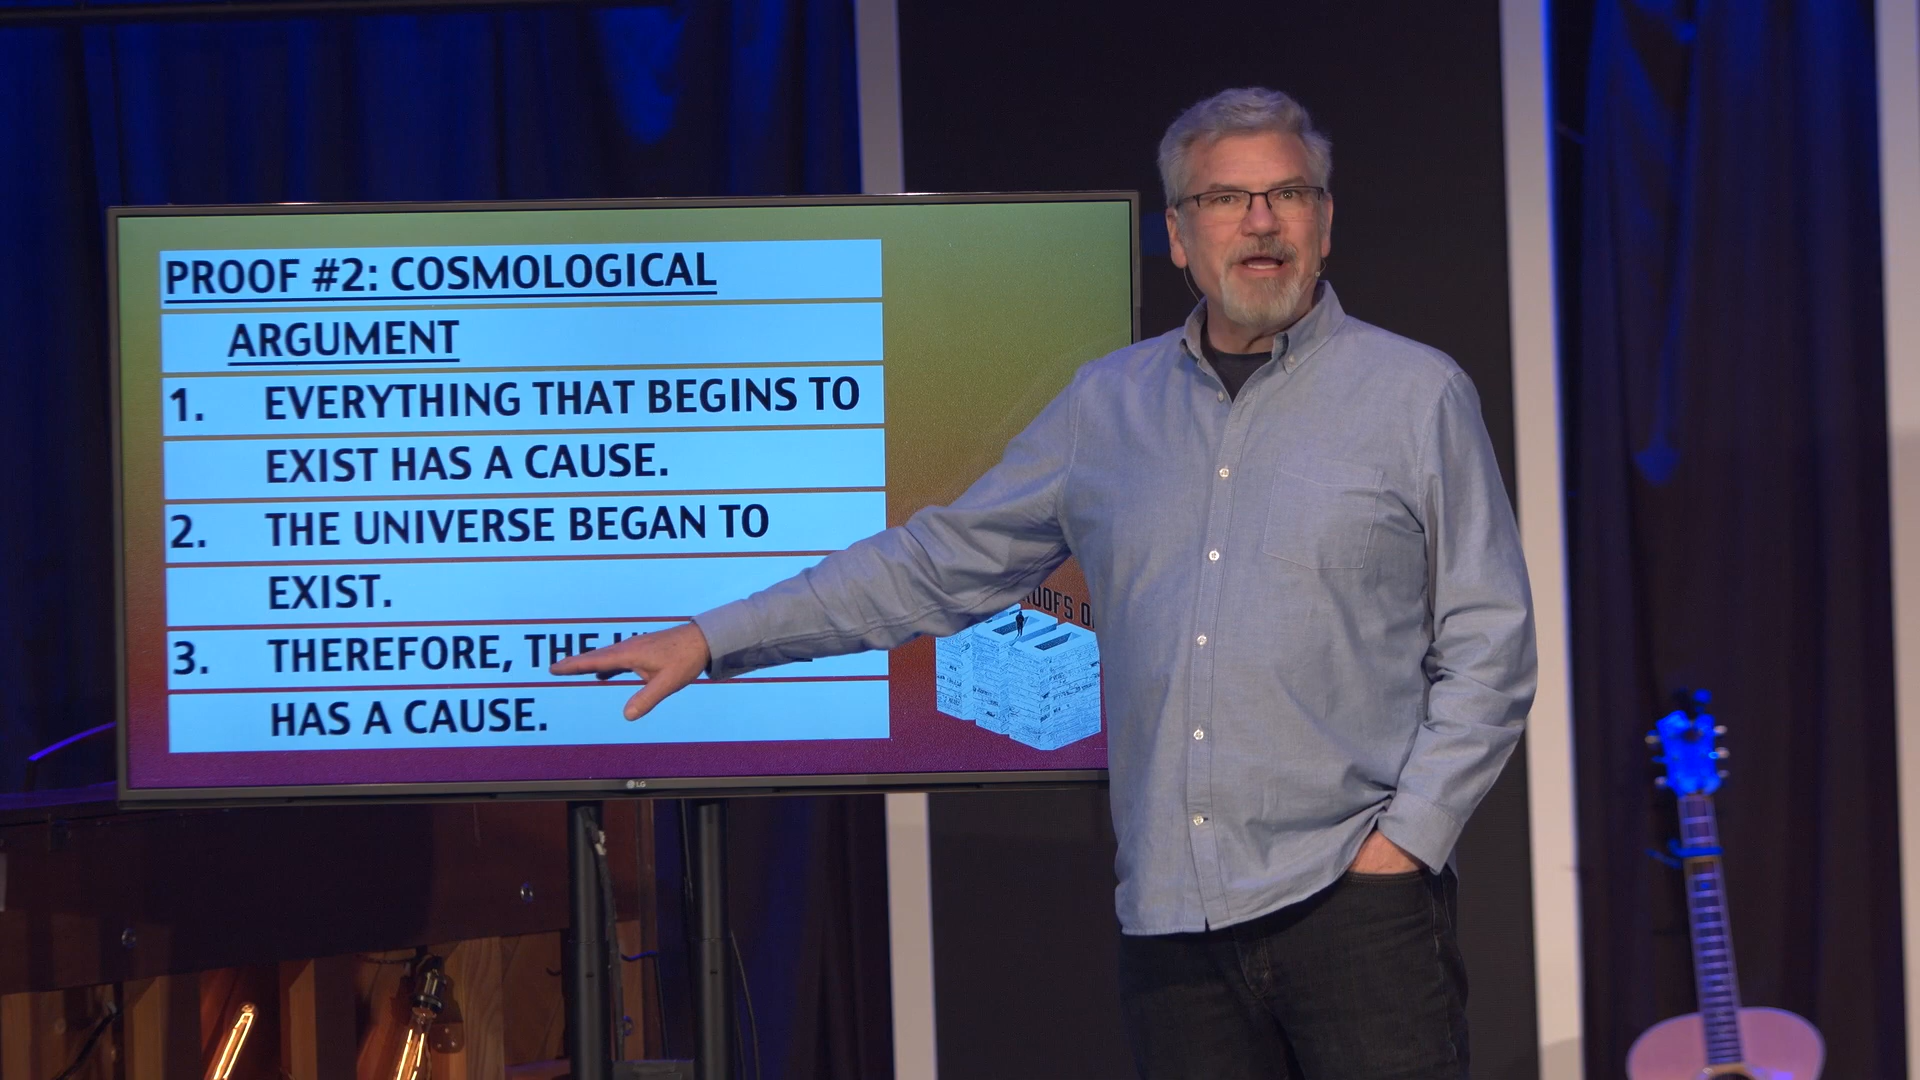 PROOF #2: COSMOLOGICAL
ARGUMENT
1. EVERYTHING THAT BEGINS TO
EXIST HAS A CAUSE.
2. THE UNIVERSE BEGAN TO
EXIST.
3. THEREFORE, THE
HAS A CAUSE.
LG